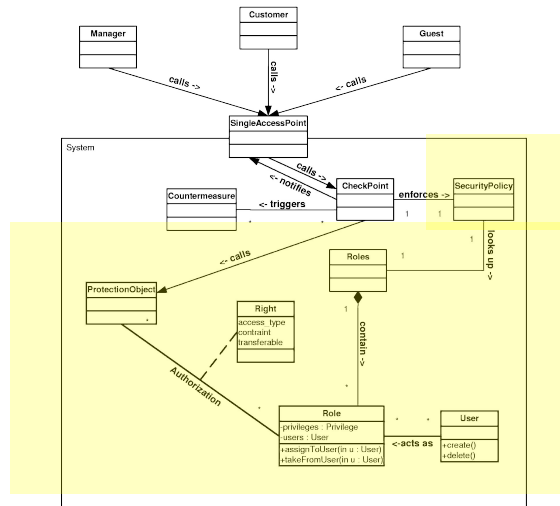 Customer
Manager
Guest
calls ->
calls ->
<- calls
SingleAccessPoint
System
calls ->
<- notifies
CheckPoint
enforces ->
SecurityPolicy
Countermeasure
<- triggers
*
*
1
1
1
looks up ->
<- calls
Roles
1
ProtectionObject
*
Right
access_type
contraint
transferable
1
contain ->
Authorization
*
*
Role
-privileges : Privilege
-users : User
+assignToUser(in u : User)
+takeFromUser(in u : User)
*
*
<-acts as
User
+create()
+delete()